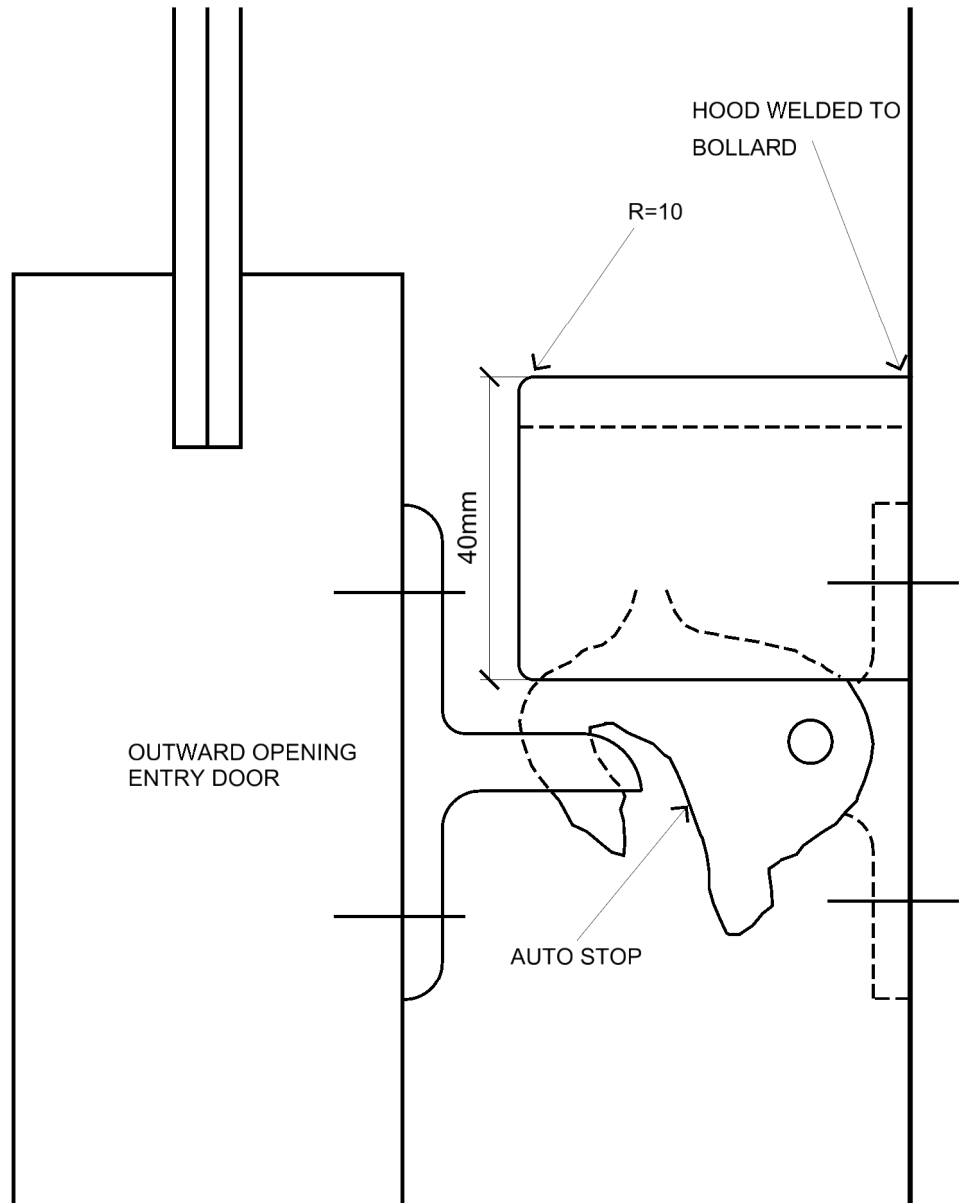 HOOD WELDED TO
BOLLARD
R=10
40mm
OUTWARD OPENING
ENTRY DOOR
AUTO STOP